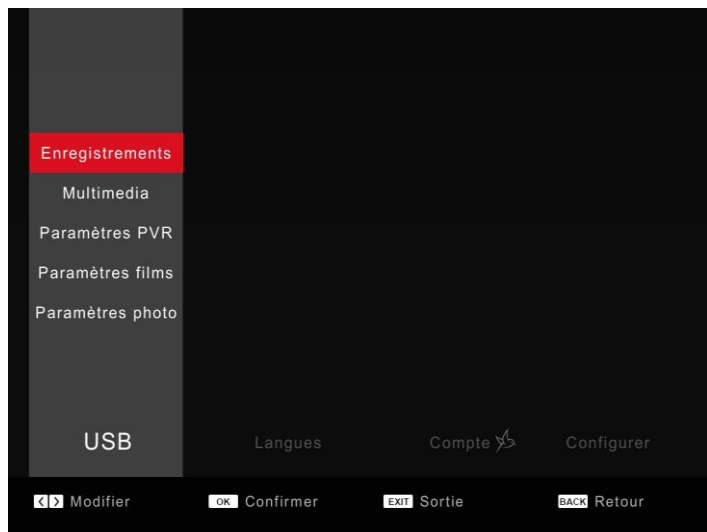 Enregistrements
Multimedia
Paramètres PVR
Paramètres films
Paramètres photo
USB Langues Compte Configurer
< > Modifier OK Confirmer EXIT Sortie BACK Retour